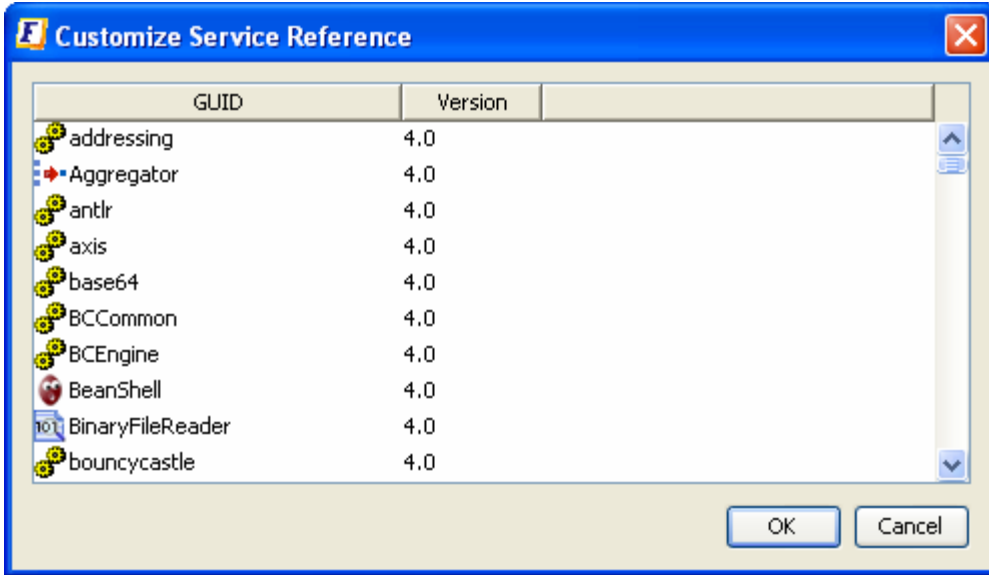 Customize Service Reference
GUID Version
addressing 4.0
Aggregator 4.0
antlr 4.0
axis 4.0
base64 4.0
BCCommon 4.0
BCEngine 4.0
BeanShell 4.0
101 BinaryFileReader 4.0
bouncycastle 4.0
OK Cancel